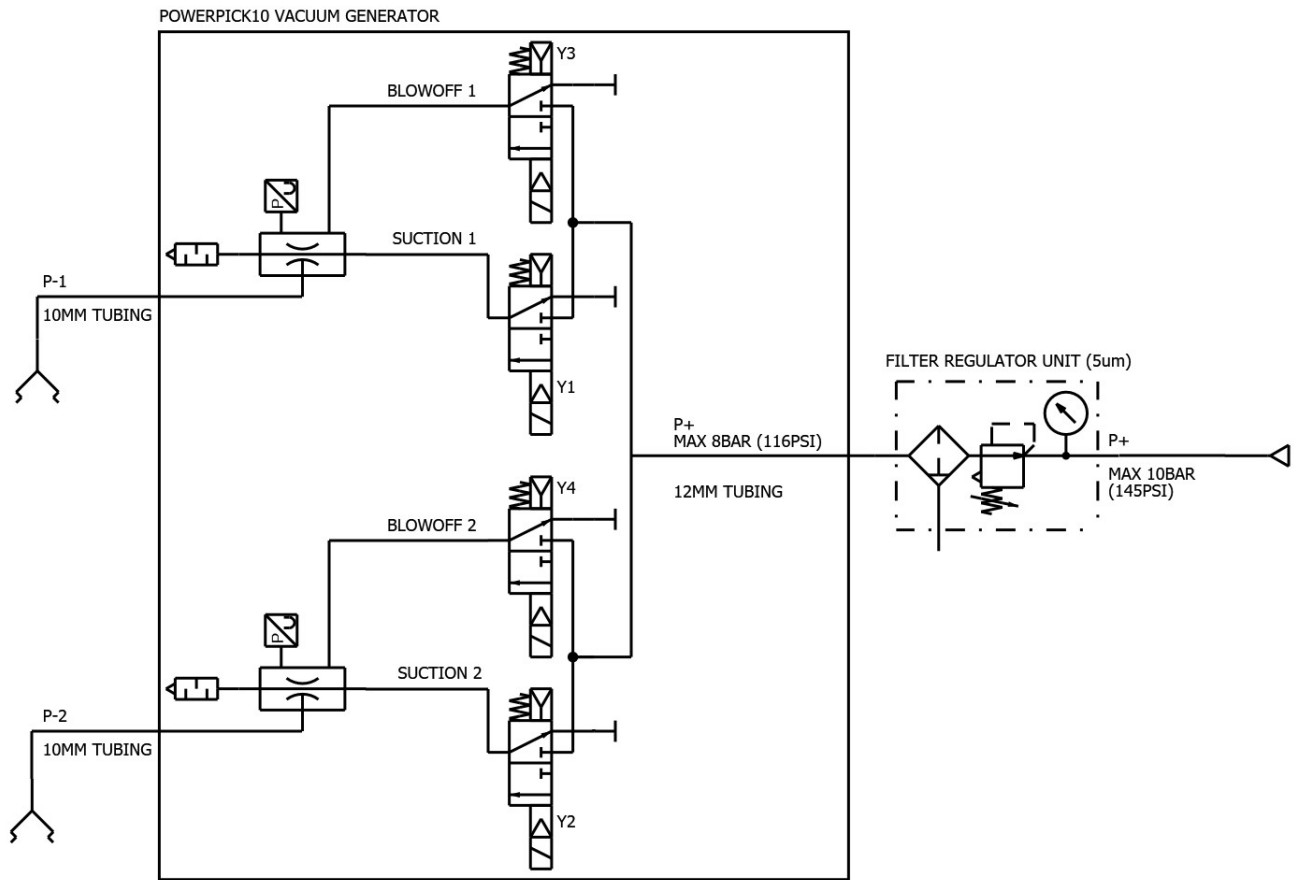 POWERPICK10 VACUUM GENERATOR
Y3
BLOWOFF 1
P
U
SUCTION 1
P-1
10MM TUBING
Y1
FILTER REGULATOR UNIT (5um)
P+
MAX 8BAR (116PSI)
12MM TUBING
P+
MAX 10BAR
(145PSI)
Y4
BLOWOFF 2
P
U
SUCTION 2
P-2
10MM TUBING
Y2